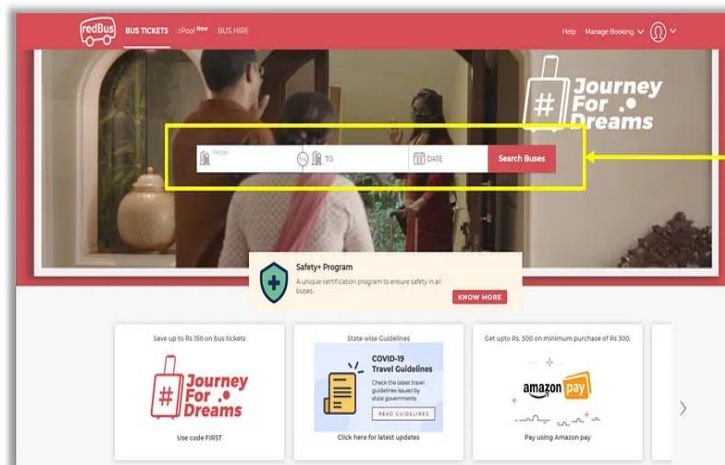 redBus
BUS TICKETS rPool New BUS HIRE
Help Manage Booking
#
Journey
For
Dreams
FROM TO DATE Search Buses
Safety+ Program
A unique certification program to ensure safety in all
buses.
KNOW MORE
Save up to Rs 150 on bus tickets
#
Journey
For
Dreams
Use code FIRST
State wise Guidelines
COVID-19
Travel Guidelines
Check the latest travel
guidelines issued by
state governments
READ GUIDELINES
Click here for latest updates
Get upto Rs. 300 on minimum purchase of Rs 300.
amazon pay
Pay using Amazon pay